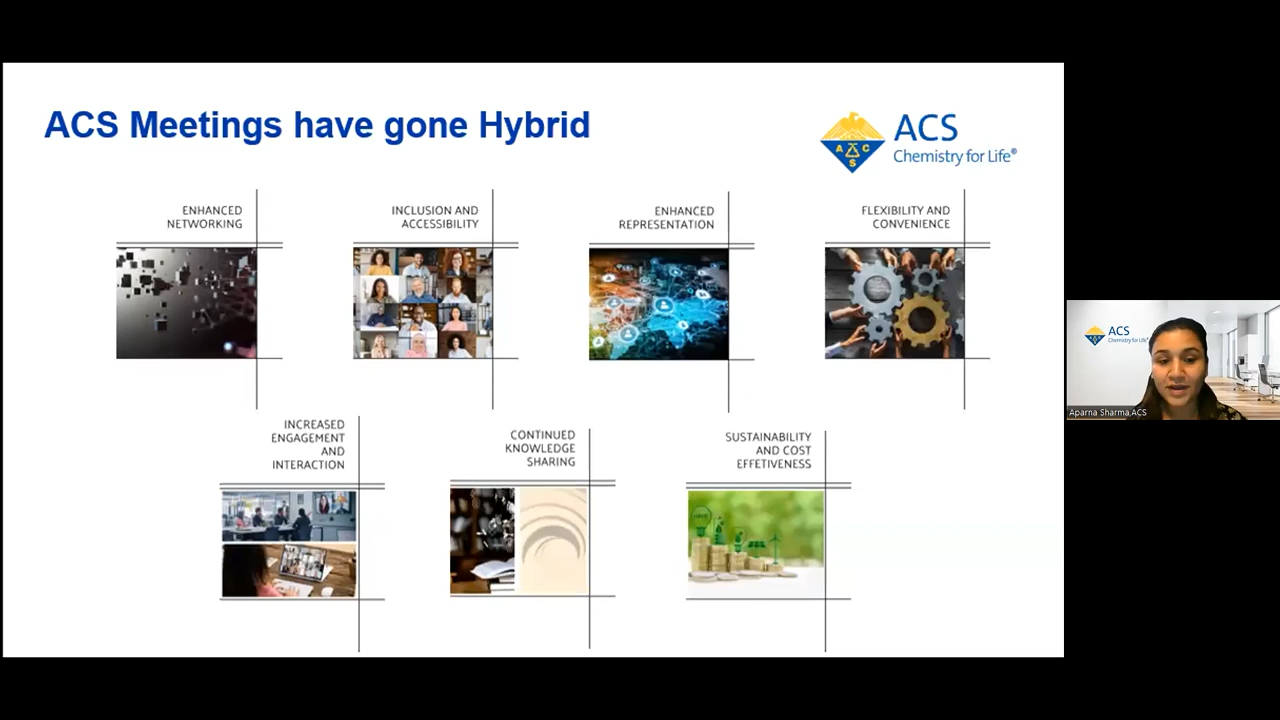 ACS Meetings have gone Hybrid
A C S
ACS
Chemistry for Life®
ENHANCED
NETWORKING
INCLUSION AND
ACCESSIBILITY
ENHANCED
REPRESENTATION
FLEXIBILITY AND
CONVENIENCE
INCREASED
ENGAGEMENT
AND
INTERACTION
CONTINUED
KNOWLEDGE
SHARING
SUSTAINABILITY
AND COST
EFFETIVENESS
ACS
Chemistry for Life®
Aparna Sharma,ACS